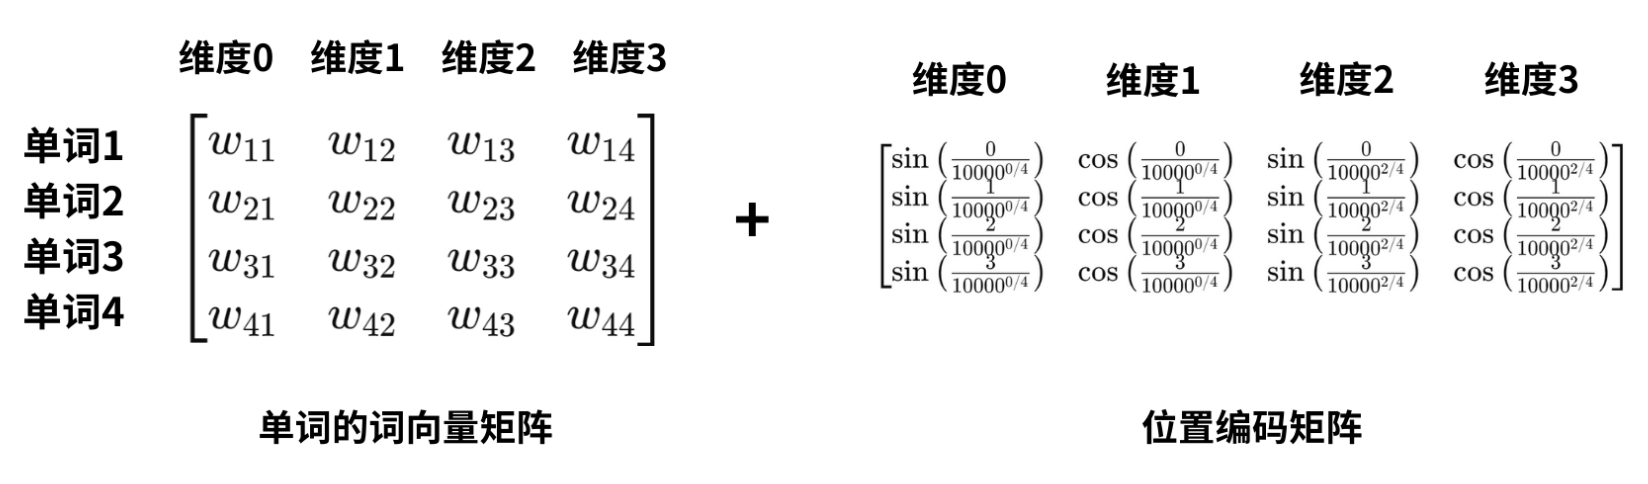 维度0 维度1 维度2 维度3
维度0 维度1 维度2 维度3
单词1 w₁₁ w₁₂ w₁₃ w₁₄
单词2 w₂₁ w₂₂ w₂₃ w₂₄
单词3 w₃₁ w₃₂ w₃₃ w₃₄
单词4 w₄₁ w₄₂ w₄₃ w₄₄
+
sin(0/10000^(0/4)) cos(0/10000^(0/4)) sin(0/10000^(2/4)) cos(0/10000^(2/4))
sin(1/10000^(0/4)) cos(1/10000^(0/4)) sin(1/10000^(2/4)) cos(1/10000^(2/4))
sin(2/10000^(0/4)) cos(2/10000^(0/4)) sin(2/10000^(2/4)) cos(2/10000^(2/4))
sin(3/10000^(0/4)) cos(3/10000^(0/4)) sin(3/10000^(2/4)) cos(3/10000^(2/4))
单词的词向量矩阵
位置编码矩阵